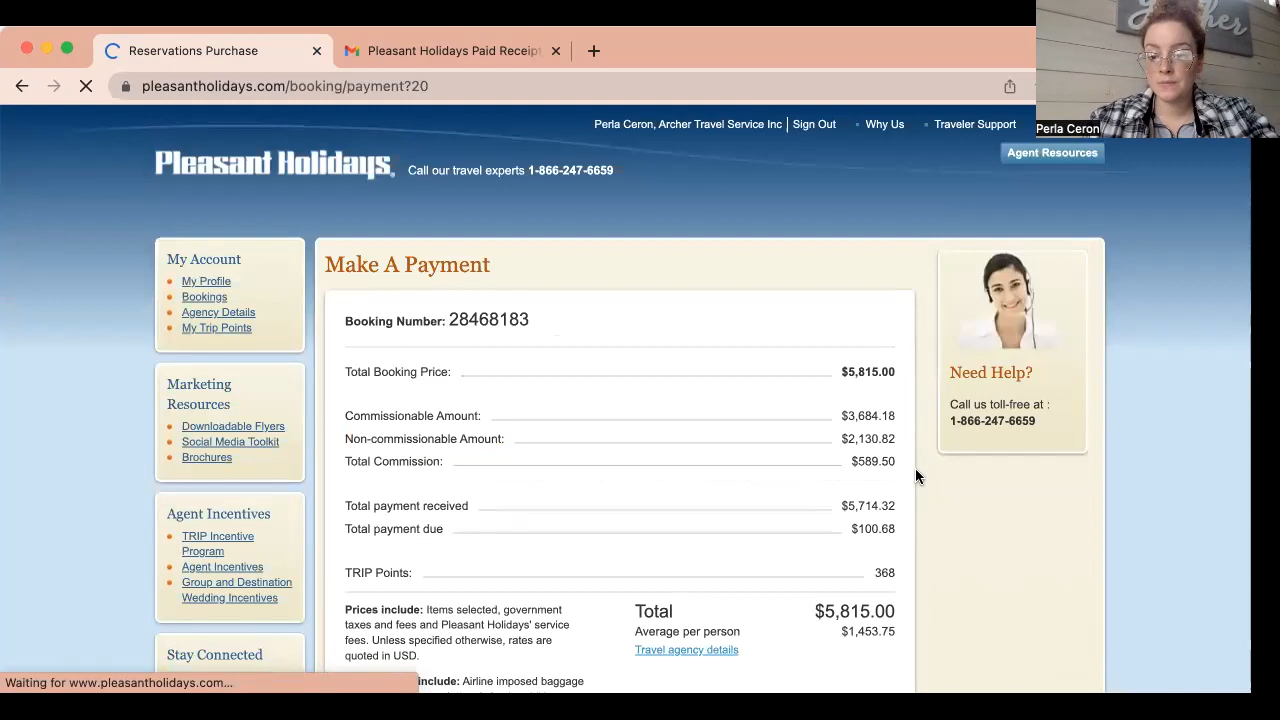 Reservations Purchase
Pleasant Holidays Paid Receipt
pleasantholidays.com/booking/payment?20
Perla Ceron
Perla Ceron, Archer Travel Service Inc | Sign Out
Why Us
Traveler Support
Agent Resources
Pleasant Holidays.
Call our travel experts 1-866-247-6659
My Account
My Profile
Bookings
Agency Details
My Trip Points
Marketing
Resources
Downloadable Flyers
Social Media Toolkit
Brochures
Agent Incentives
TRIP Incentive
Program
Agent Incentives
Group and Destination
Wedding Incentives
Stay Connected
Make A Payment
Booking Number: 28468183
Total Booking Price: $5,815.00
Commissionable Amount: $3,684.18
Non-commissionable Amount: $2,130.82
Total Commission: $589.50
Total payment received $5,714.32
Total payment due $100.68
TRIP Points: 368
Prices include: Items selected, government
taxes and fees and Pleasant Holidays' service
fees. Unless specified otherwise, rates are
quoted in USD.
include: Airline imposed baggage
Total $5,815.00
Average per person $1,453.75
Travel agency details
Need Help?
Call us toll-free at :
1-866-247-6659
Waiting for www.pleasantholidays.com...